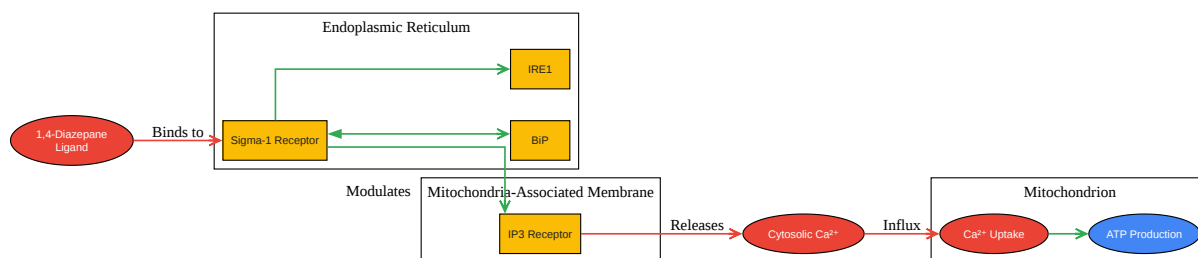 Endoplasmic Reticulum
IRE1
1,4-Diazepane
Ligand
Binds to
Sigma-1 Receptor
BiP
Modulates
Mitochondria-Associated Membrane
Mitochondrion
IP3 Receptor
Releases
Cytosolic Ca²⁺
Influx
Ca²⁺ Uptake
ATP Production